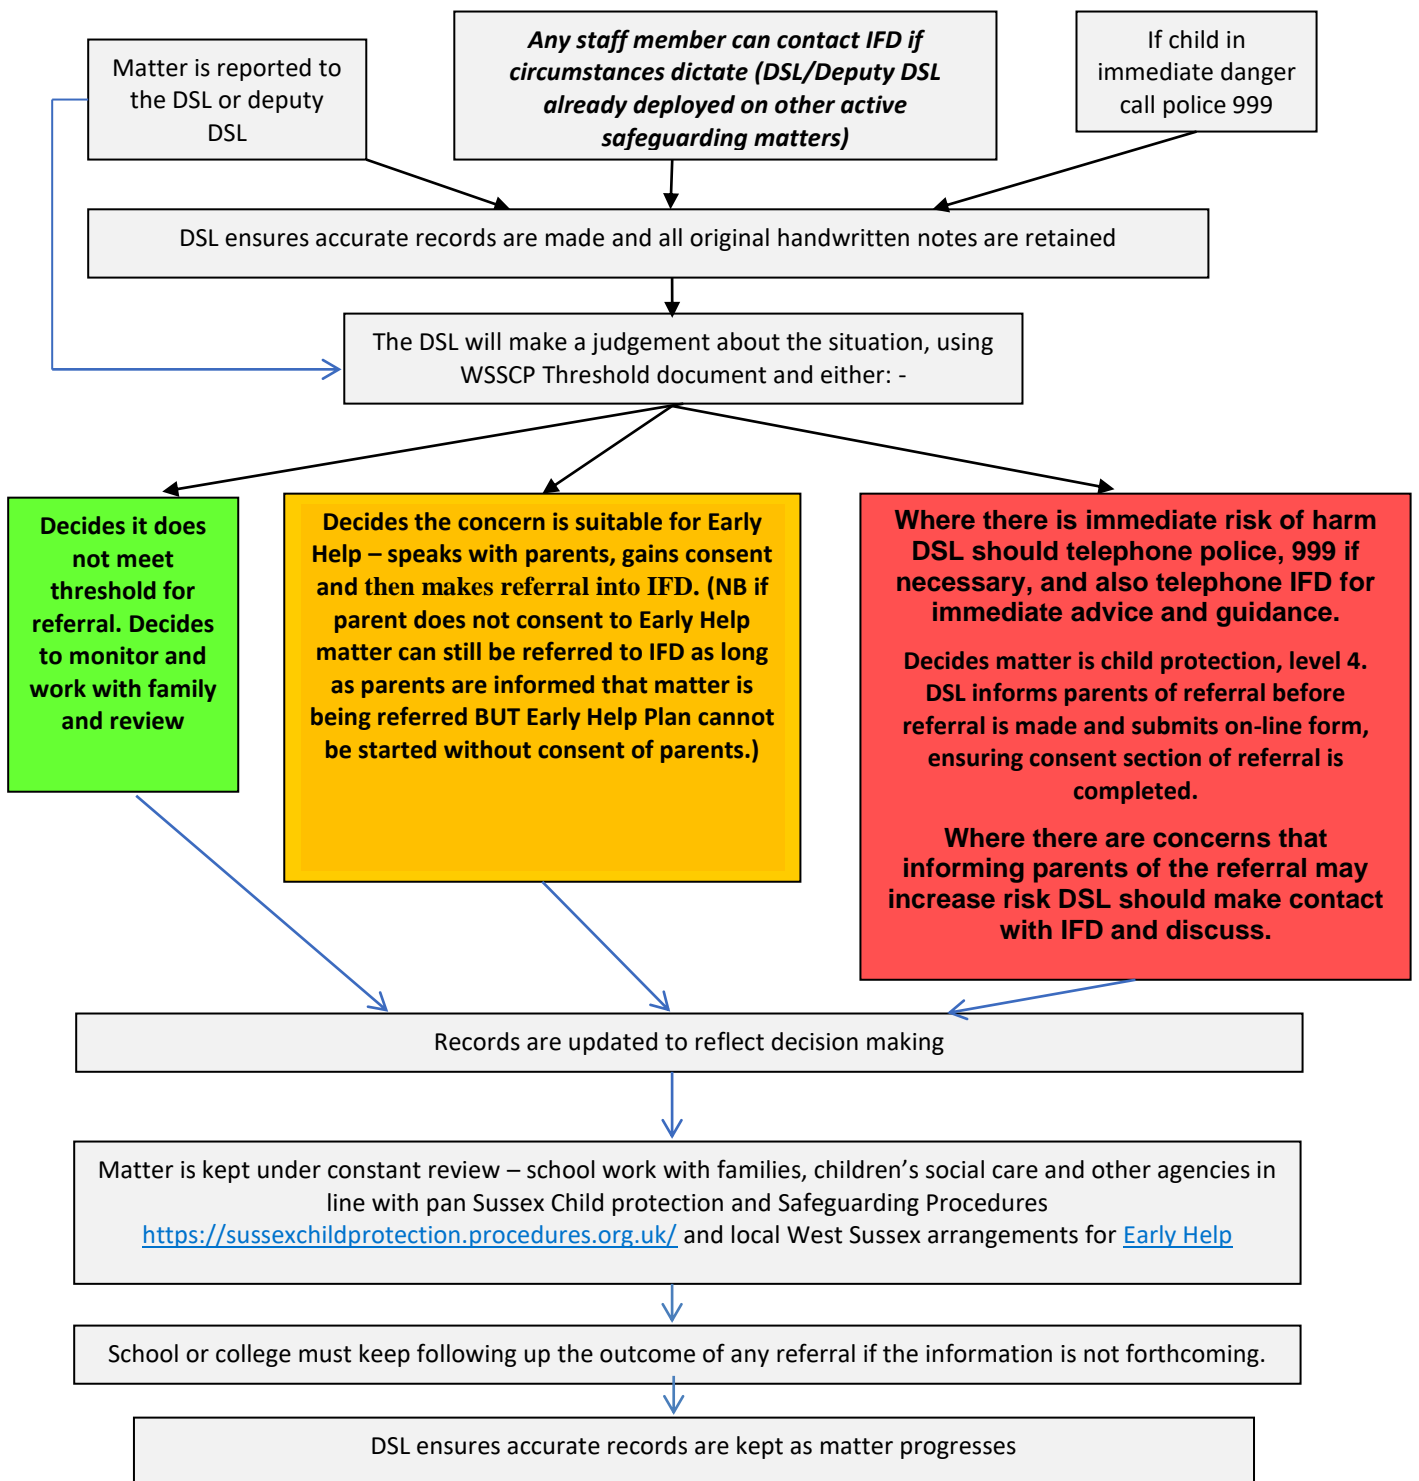 Matter is reported to
the DSL or deputy
DSL
Any staff member can contact IFD if
circumstances dictate (DSL/Deputy DSL
already deployed on other active
safeguarding matters)
If child in
immediate danger
call police 999
DSL ensures accurate records are made and all original handwritten notes are retained
The DSL will make a judgement about the situation, using
WSSCP Threshold document and either: -
Decides it does
not meet
threshold for
referral. Decides
to monitor and
work with family
and review
Decides the concern is suitable for Early
Help – speaks with parents, gains consent
and then makes referral into IFD. (NB if
parent does not consent to Early Help
matter can still be referred to IFD as long
as parents are informed that matter is
being referred BUT Early Help Plan cannot
be started without consent of parents.)
Where there is immediate risk of harm
DSL should telephone police, 999 if
necessary, and also telephone IFD for
immediate advice and guidance.
Decides matter is child protection, level 4.
DSL informs parents of referral before
referral is made and submits on-line form,
ensuring consent section of referral is
completed.
Where there are concerns that
informing parents of the referral may
increase risk DSL should make contact
with IFD and discuss.
Records are updated to reflect decision making
Matter is kept under constant review – school work with families, children’s social care and other agencies in
line with pan Sussex Child protection and Safeguarding Procedures
https://sussexchildprotection.procedures.org.uk/ and local West Sussex arrangements for Early Help
School or college must keep following up the outcome of any referral if the information is not forthcoming.
DSL ensures accurate records are kept as matter progresses